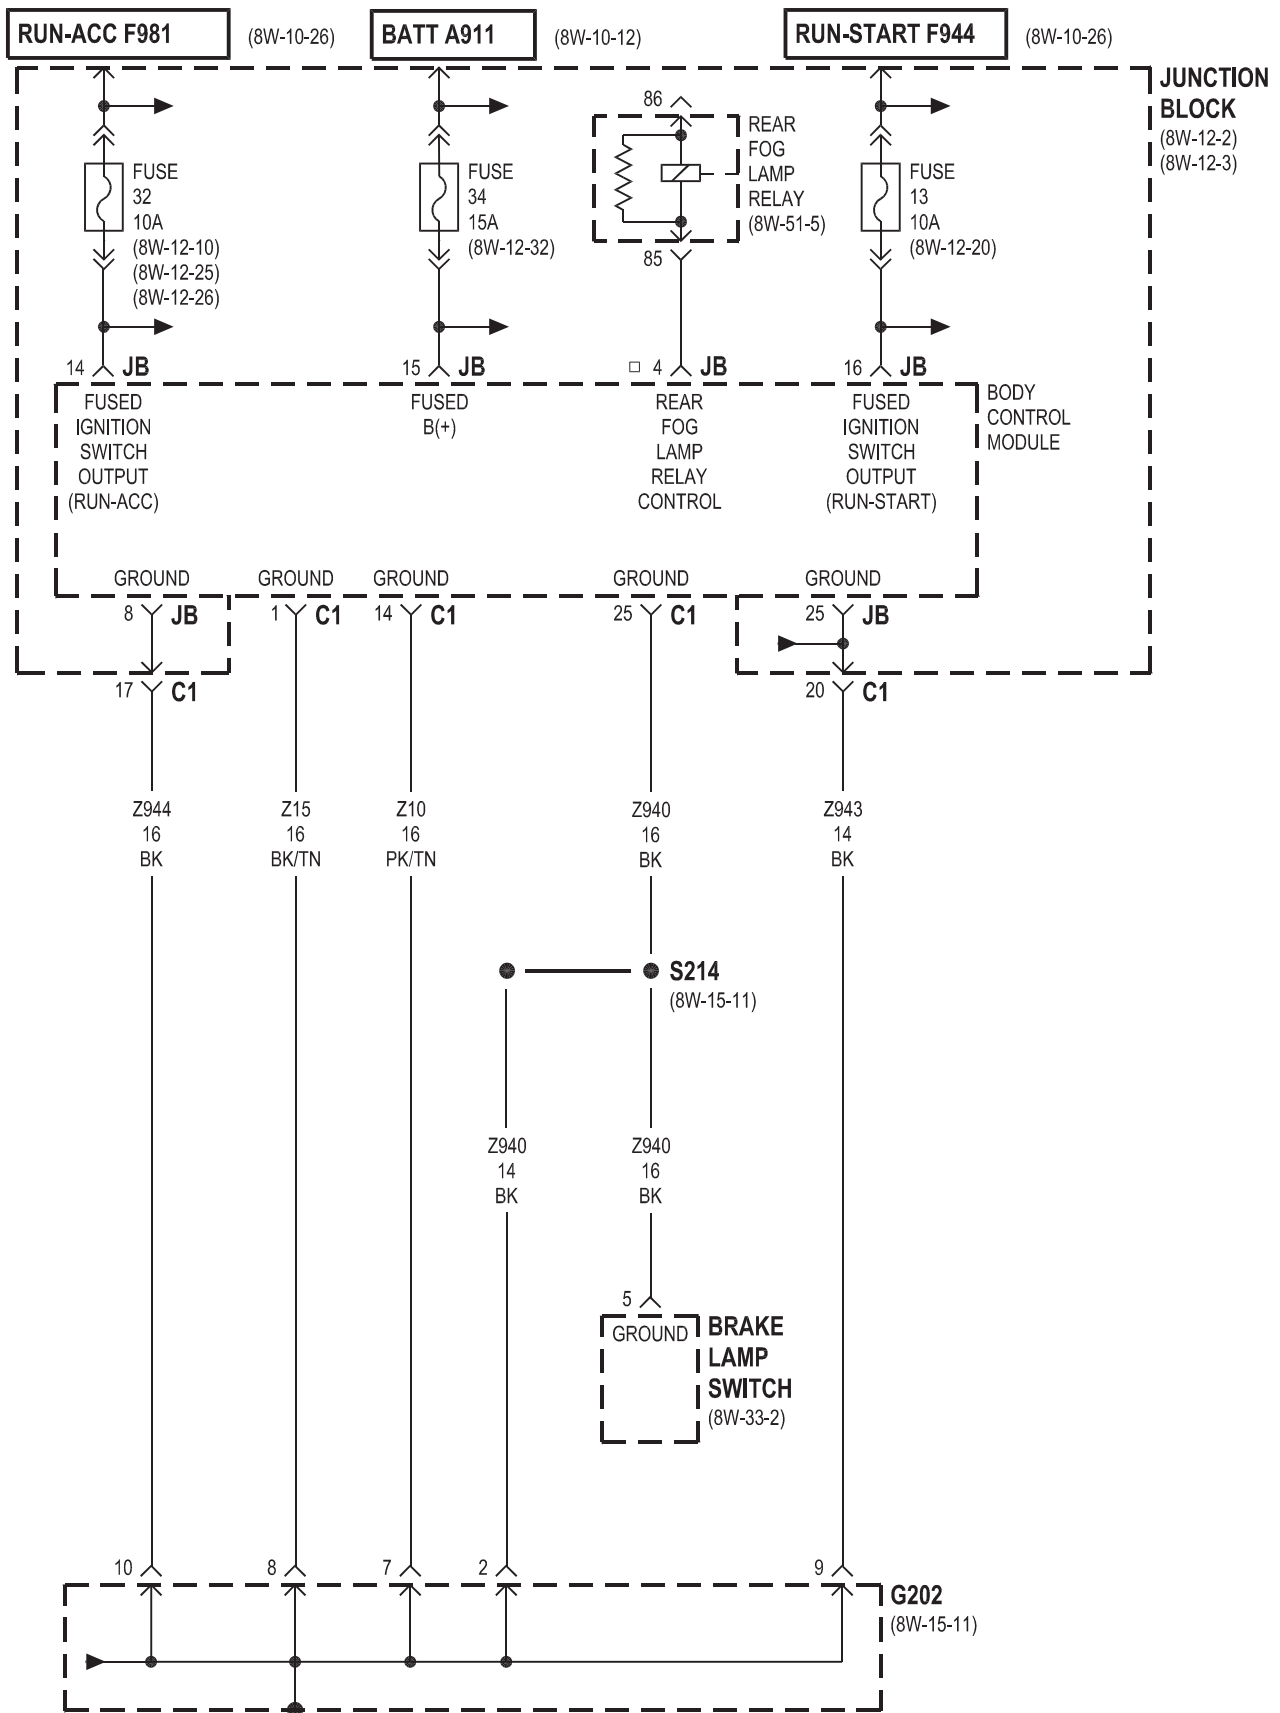 RUN-ACC F981 (8W-10-26) BATT A911 (8W-10-12) RUN-START F944 (8W-10-26)
JUNCTION
BLOCK
(8W-12-2)
(8W-12-3)
FUSE
32
10A
(8W-12-10)
(8W-12-25)
(8W-12-26)
FUSE
34
15A
(8W-12-32)
86
REAR
FOG
LAMP
RELAY
(8W-51-5)
85
FUSE
13
10A
(8W-12-20)
14 JB 15 JB 4 JB 16 JB
FUSED
IGNITION
SWITCH
OUTPUT
(RUN-ACC)
FUSED
B(+)
REAR
FOG
LAMP
RELAY
CONTROL
FUSED
IGNITION
SWITCH
OUTPUT
(RUN-START)
BODY
CONTROL
MODULE
GROUND GROUND GROUND GROUND GROUND
8 JB 1 C1 14 C1 25 C1 25 JB
17 C1 20 C1
Z944
16
BK
Z15
16
BK/TN
Z10
16
PK/TN
Z940
16
BK
Z943
14
BK
S214
(8W-15-11)
Z940
14
BK
Z940
16
BK
5
GROUND
BRAKE
LAMP
SWITCH
(8W-33-2)
10 8 7 2 9
G202
(8W-15-11)